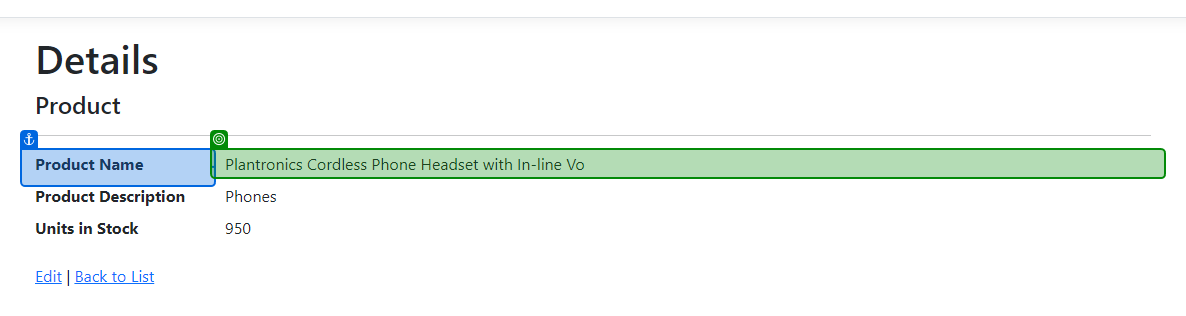 Details
Product
Product Name Plantronics Cordless Phone Headset with In-line Vo
Product Description Phones
Units in Stock 950
Edit | Back to List